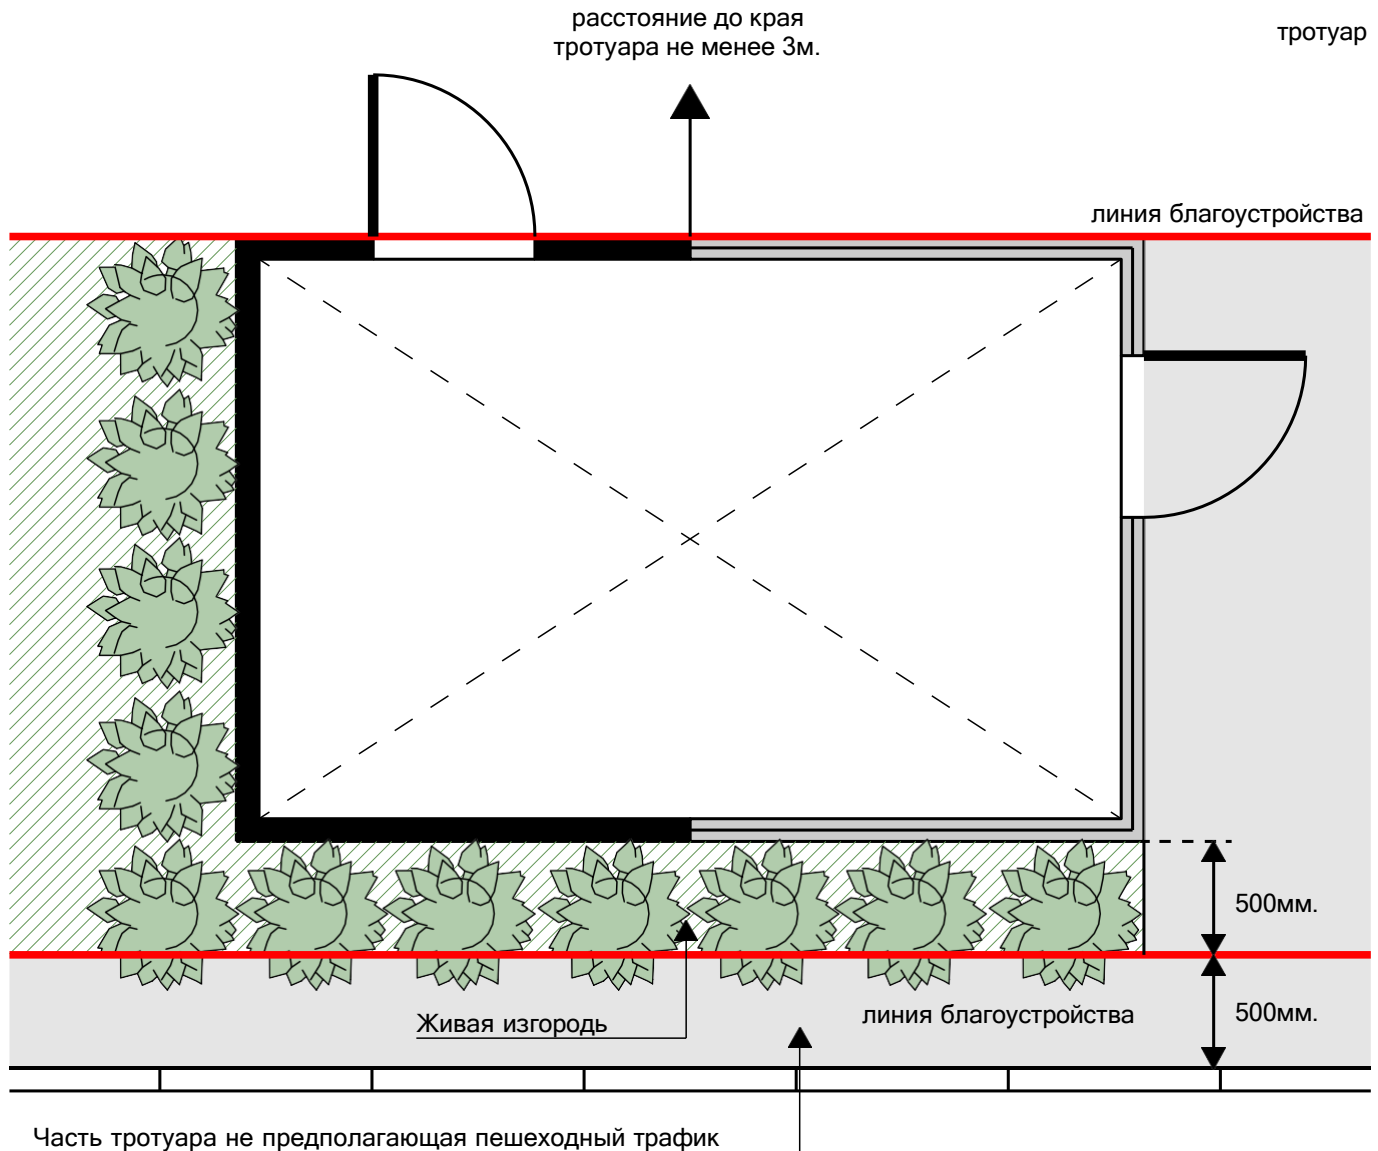 расстояние до края
тротуара не менее 3м.
тротуар
линия благоустройства
500мм.
Живая изгородь
линия благоустройства
500мм.
Часть тротуара не предполагающая пешеходный трафик